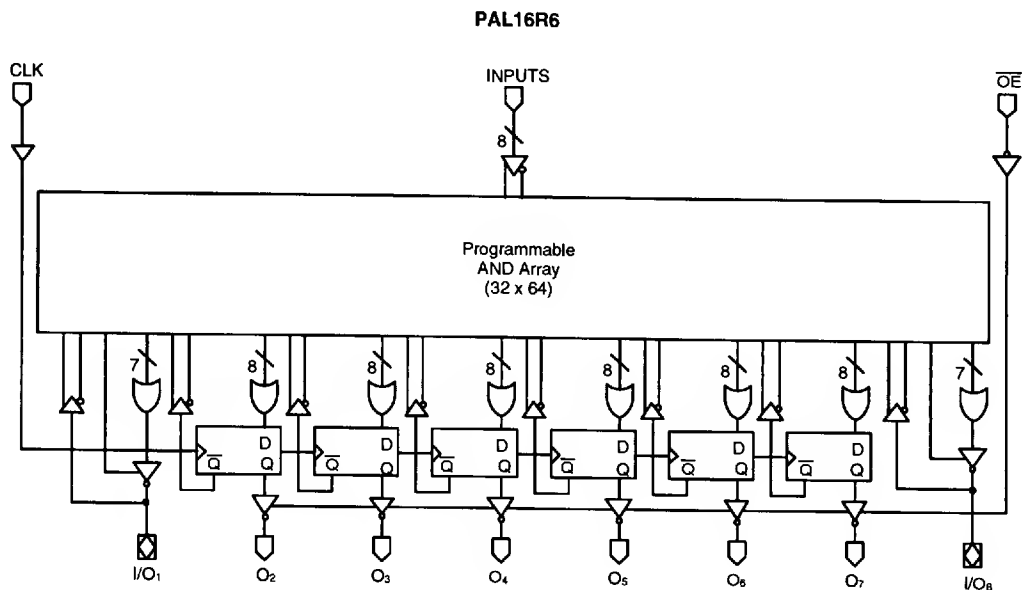 PAL16R6
CLK
INPUTS
OE
8
Programmable
AND Array
(32 x 64)
7 8 8 8 8 8 8 7
D D D D D D
Q Q Q Q Q Q
Q Q Q Q Q Q
I/O1 O2 O3 O4 O5 O6 O7 I/O8